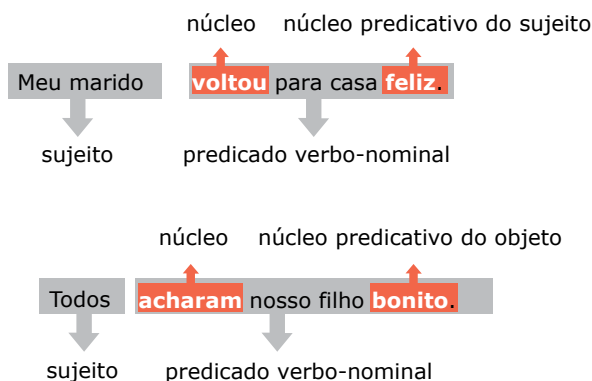 núcleo núcleo predicativo do sujeito
Meu marido voltou para casa feliz.
sujeito predicado verbo-nominal
núcleo núcleo predicativo do objeto
Todos acharam nosso filho bonito.
sujeito predicado verbo-nominal